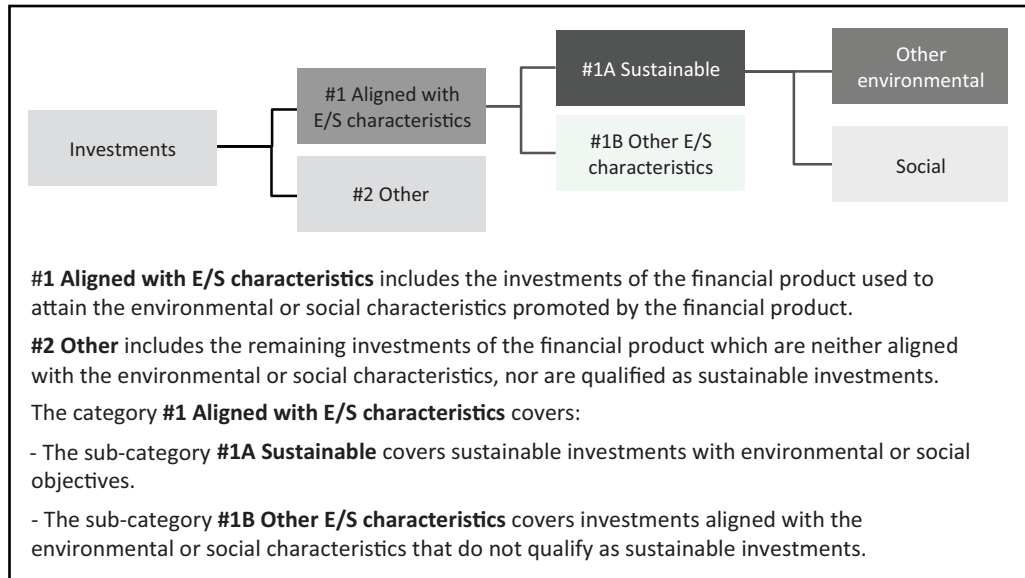 Investments
#1 Aligned with
E/S characteristics
#2 Other
#1A Sustainable
#1B Other E/S
characteristics
Other
environmental
Social
#1 Aligned with E/S characteristics includes the investments of the financial product used to
attain the environmental or social characteristics promoted by the financial product.
#2 Other includes the remaining investments of the financial product which are neither aligned
with the environmental or social characteristics, nor are qualified as sustainable investments.
The category #1 Aligned with E/S characteristics covers:
- The sub-category #1A Sustainable covers sustainable investments with environmental or social
objectives.
- The sub-category #1B Other E/S characteristics covers investments aligned with the
environmental or social characteristics that do not qualify as sustainable investments.